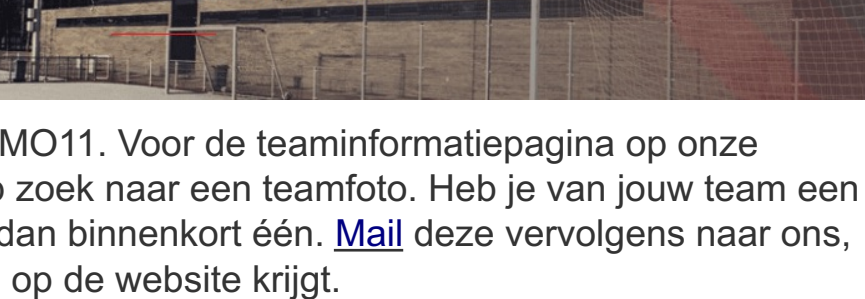 MO11. Voor de teaminformatiepagina op onze
zoek naar een teamfoto. Heb je van jouw team een
dan binnenkort één. Mail deze vervolgens naar ons,
op de website krijgt.